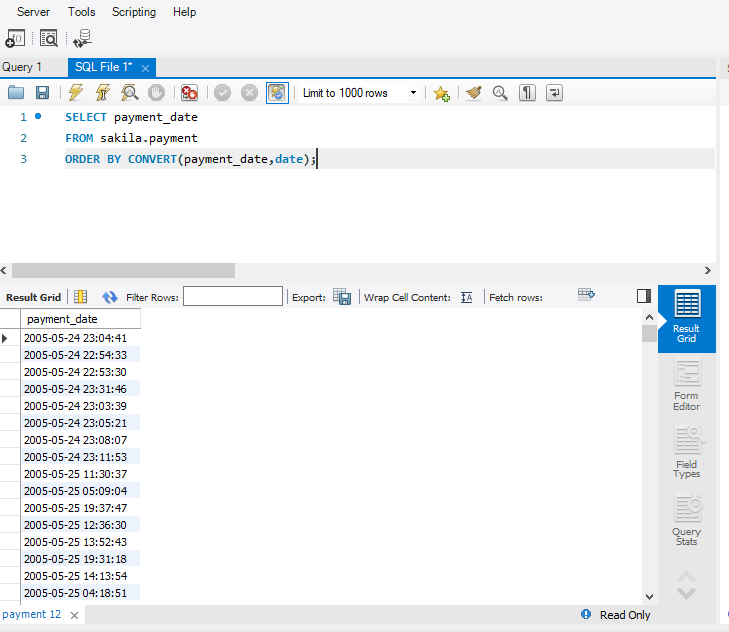 Server Tools Scripting Help
Query 1 SQL File 1*
Limit to 1000 rows
1 SELECT payment_date
2 FROM sakila.payment
3 ORDER BY CONVERT(payment_date,date);
Result Grid Filter Rows: Export: Wrap Cell Content: Fetch rows:
payment_date
2005-05-24 23:04:41
2005-05-24 22:54:33
2005-05-24 22:53:30
2005-05-24 23:31:46
2005-05-24 23:03:39
2005-05-24 23:05:21
2005-05-24 23:08:07
2005-05-24 23:11:53
2005-05-25 11:30:37
2005-05-25 05:09:04
2005-05-25 19:37:47
2005-05-25 12:36:30
2005-05-25 13:52:43
2005-05-25 19:31:18
2005-05-25 14:13:54
2005-05-25 04:18:51
Result
Grid
Form
Editor
Field
Types
Query
Stats
payment 12 Read Only